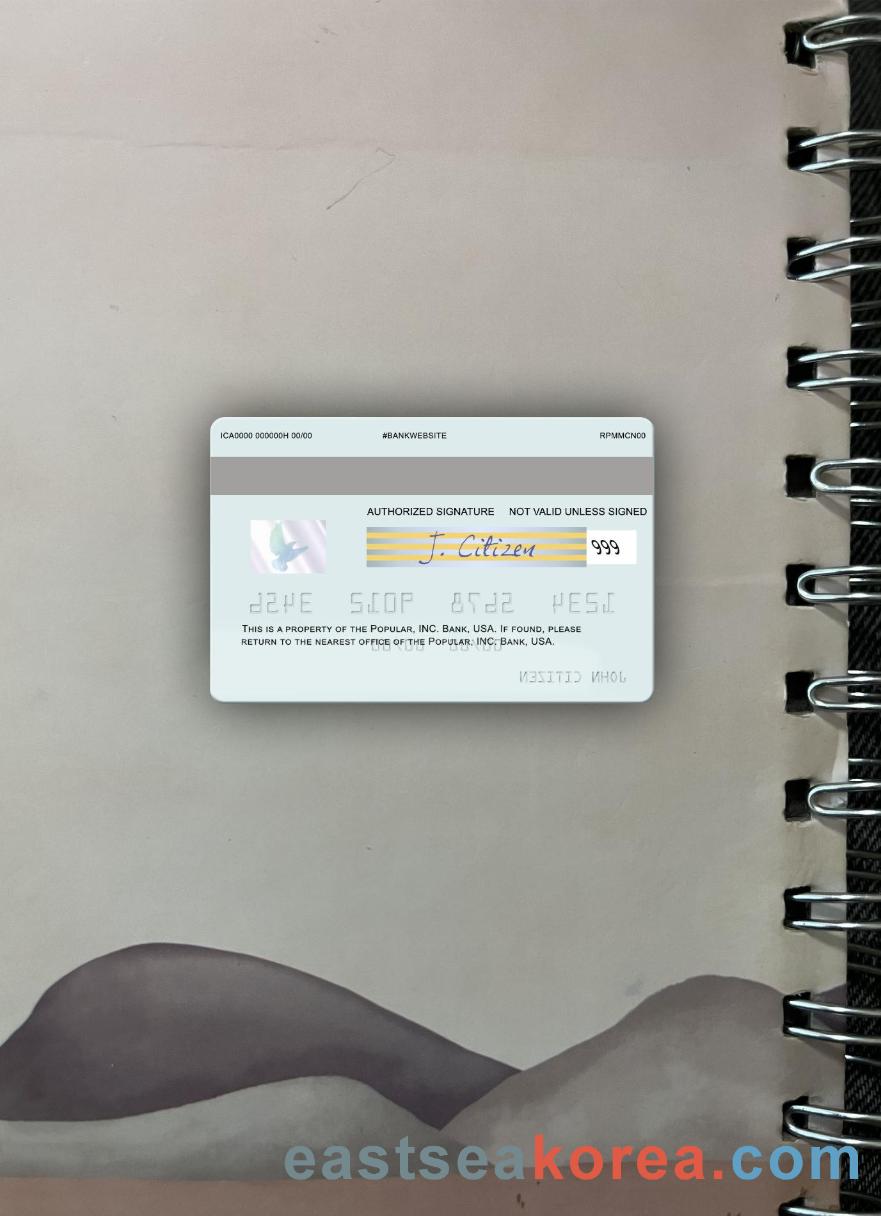 ICA0000 000000H 00/00 #BANKWEBSITE RPMMCN00
AUTHORIZED SIGNATURE NOT VALID UNLESS SIGNED
J. Citizen 999
THIS IS A PROPERTY OF THE POPULAR, INC. BANK, USA. IF FOUND, PLEASE
RETURN TO THE NEAREST OFFICE OF THE POPULAR, INC. BANK, USA.
JOHN CITIZEN
eastseakorea.com